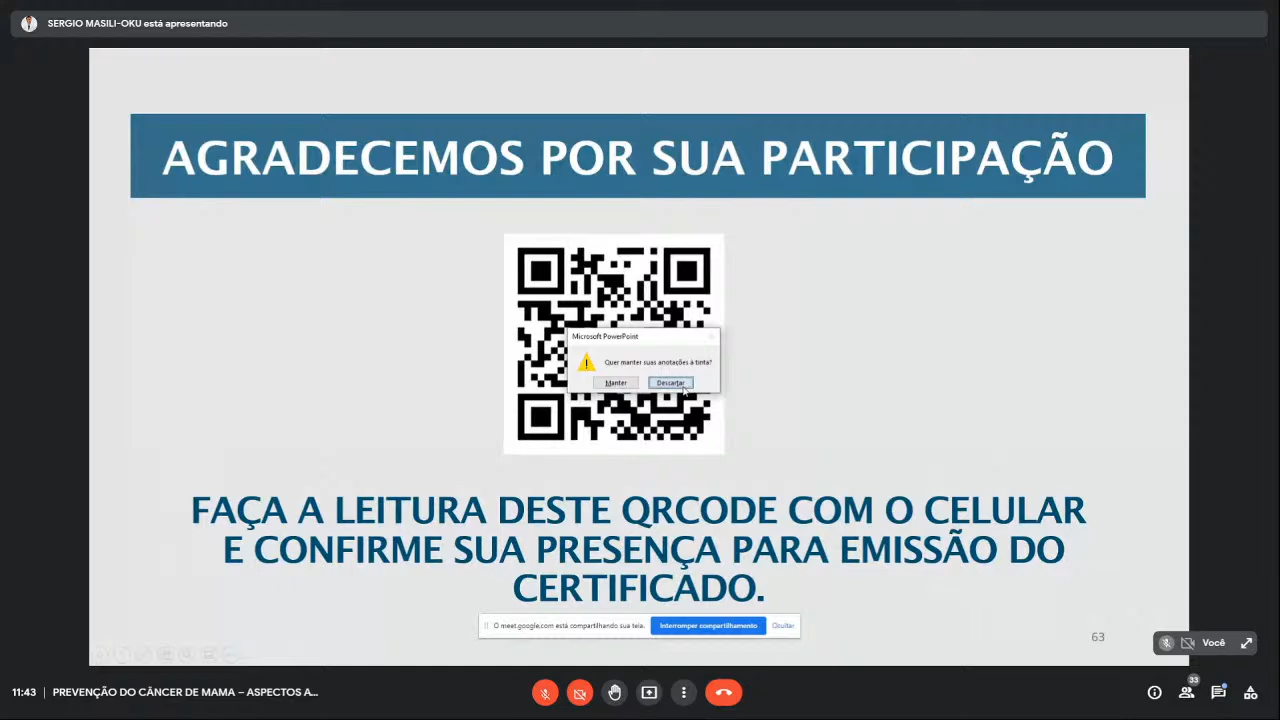 SERGIO MASILI-OKU está apresentando
AGRADECEMOS POR SUA PARTICIPAÇÃO
Microsoft PowerPoint
Quer manter suas anotações à tinta?
Manter
Descartar
FAÇA A LEITURA DESTE QRCODE COM O CELULAR
E CONFIRME SUA PRESENÇA PARA EMISSÃO DO
CERTIFICADO.
O meet.google.com está compartilhando sua tela.
Interromper compartilhamento
Ocultar
63
Você
11:43
PREVENÇÃO DO CÂNCER DE MAMA – ASPECTOS A...
33